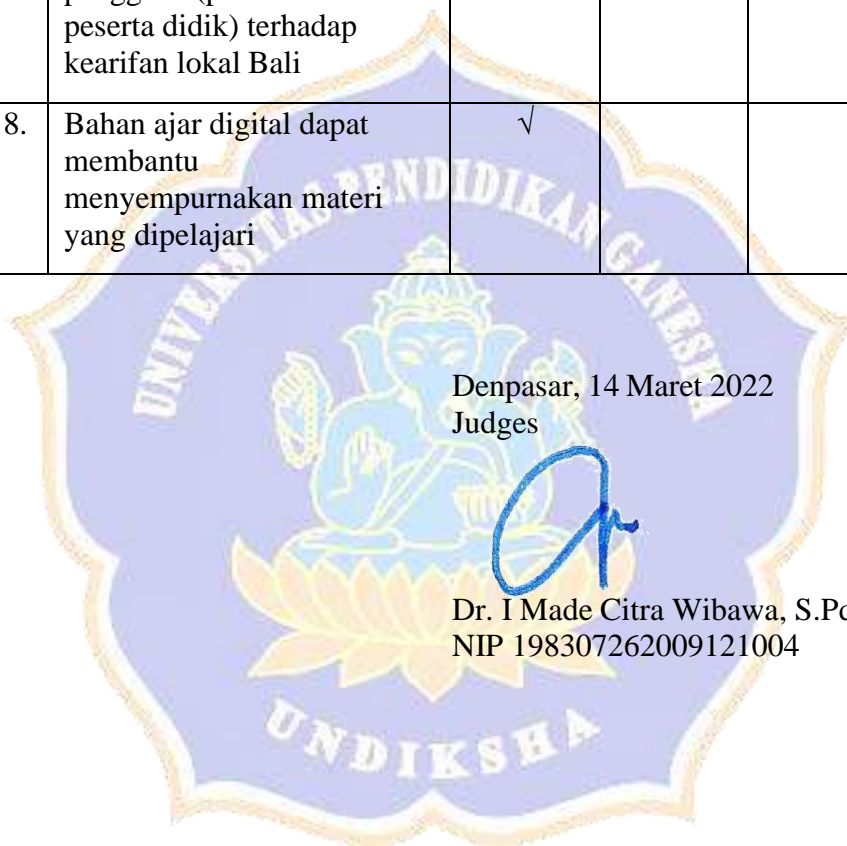 peserta didik) terhadap
kearifan lokal Bali
8. Bahan ajar digital dapat √
membantu
menyempurnakan materi
yang dipelajari
UNIVERSITAS PENDIDIKAN GANESHA
Denpasar, 14 Maret 2022
Judges
Dr. I Made Citra Wibawa, S.Pd
NIP 198307262009121004
UNDIKSHA